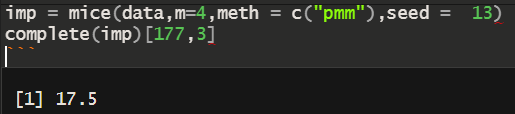 imp = mice(data,m=4,meth = c("pmm"),seed =  13)
complete(imp)[177,3]
```
[1] 17.5